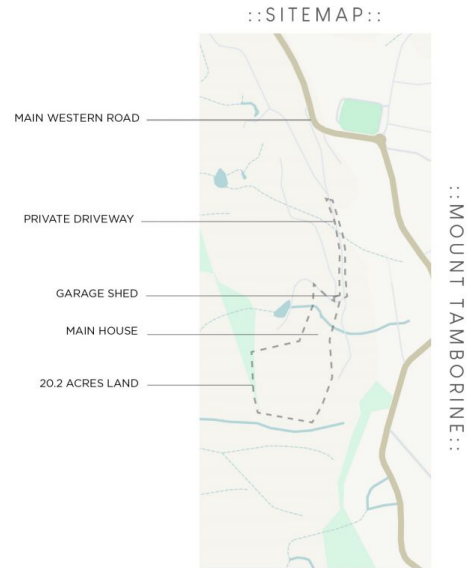 ::SITEMAP::
MAIN WESTERN ROAD
PRIVATE DRIVEWAY
GARAGE SHED
MAIN HOUSE
20.2 ACRES LAND
::MOUNT TAMBORINE::